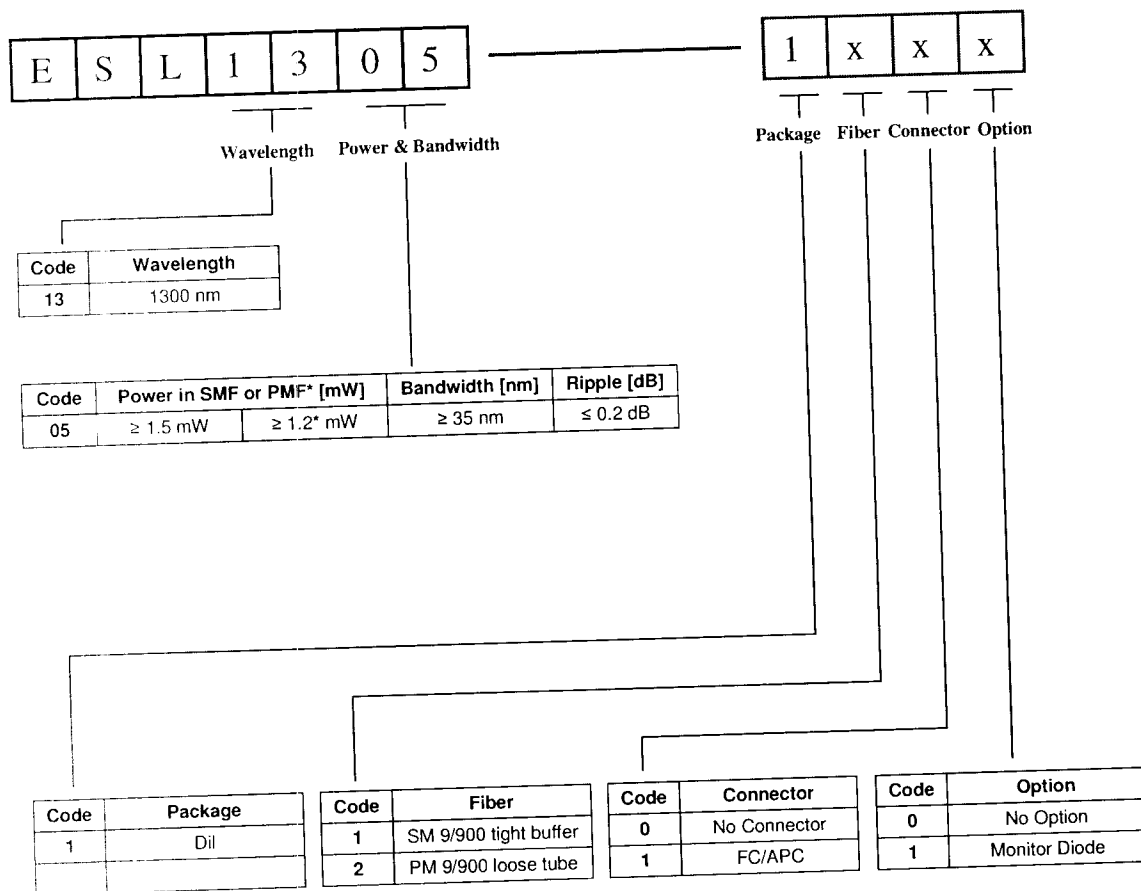 E S L 1 3 0 5 1 x x x
Wavelength Power & Bandwidth
Package Fiber Connector Option
Code Wavelength
13 1300 nm
Code Power in SMF or PMF* [mW] Bandwidth [nm] Ripple [dB]
05 ≥ 1.5 mW ≥ 1.2* mW ≥ 35 nm ≤ 0.2 dB
Code Package
1 Dil
Code Fiber
1 SM 9/900 tight buffer
2 PM 9/900 loose tube
Code Connector
0 No Connector
1 FC/APC
Code Option
0 No Option
1 Monitor Diode